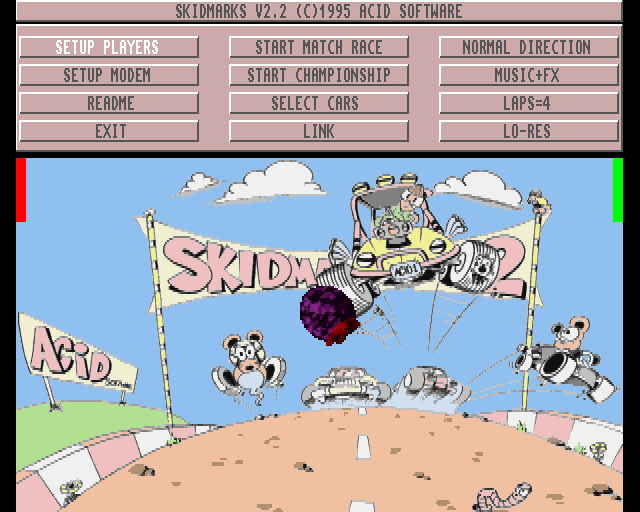 SKIDMARKS V2.2 (C)1995 ACID SOFTWARE
SETUP PLAYERS START MATCH RACE NORMAL DIRECTION
SETUP MODEM START CHAMPIONSHIP MUSIC+FX
README SELECT CARS LAPS=4
EXIT LINK LO-RES
SKIDM 2
ACID1
ACiD